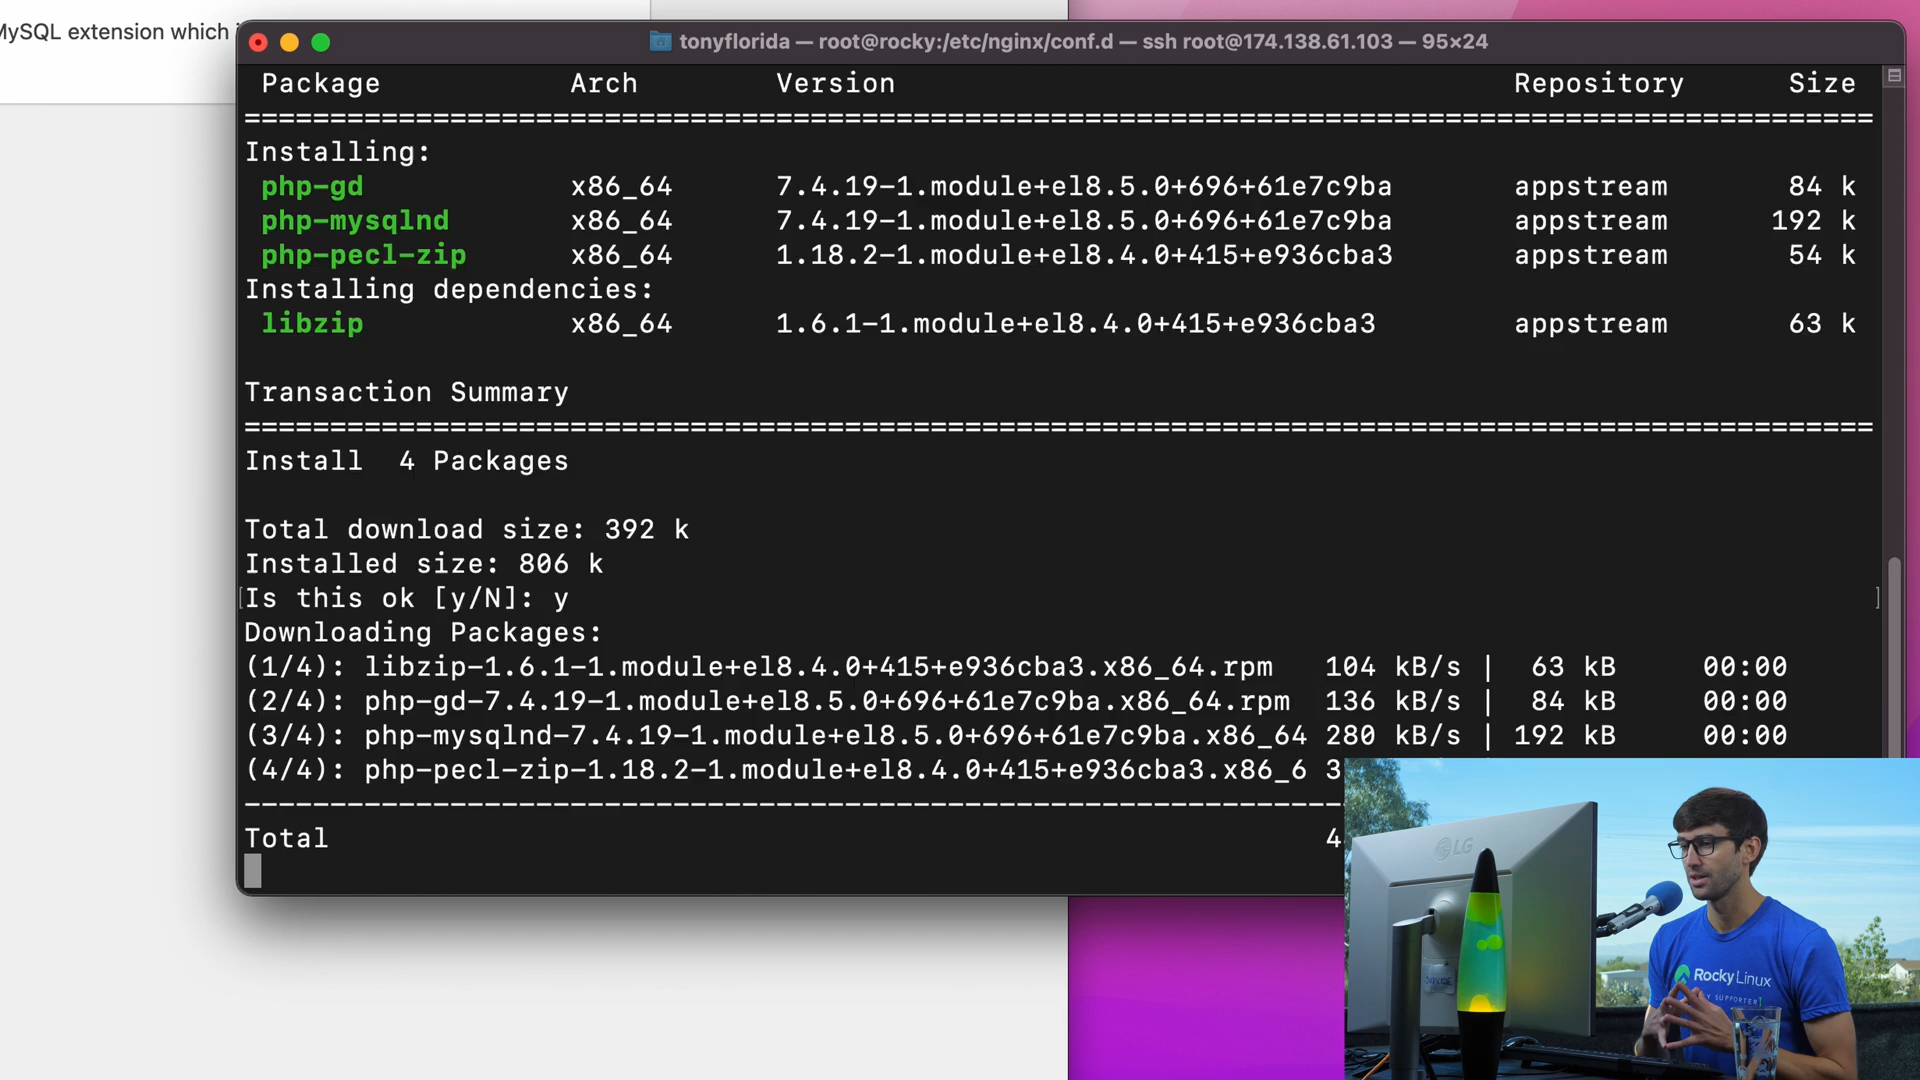 MySQL extension which
tonyflorida — root@rocky:/etc/nginx/conf.d — ssh root@174.138.61.103 — 95×24
Package Arch Version Repository Size
===============================================================================================
Installing:
php-gd x86_64 7.4.19-1.module+el8.5.0+696+61e7c9ba appstream 84 k
php-mysqlnd x86_64 7.4.19-1.module+el8.5.0+696+61e7c9ba appstream 192 k
php-pecl-zip x86_64 1.18.2-1.module+el8.4.0+415+e936cba3 appstream 54 k
Installing dependencies:
libzip x86_64 1.6.1-1.module+el8.4.0+415+e936cba3 appstream 63 k
Transaction Summary
===============================================================================================
Install 4 Packages
Total download size: 392 k
Installed size: 806 k
[Is this ok [y/N]: y ]
Downloading Packages:
(1/4): libzip-1.6.1-1.module+el8.4.0+415+e936cba3.x86_64.rpm 104 kB/s | 63 kB 00:00
(2/4): php-gd-7.4.19-1.module+el8.5.0+696+61e7c9ba.x86_64.rpm 136 kB/s | 84 kB 00:00
(3/4): php-mysqlnd-7.4.19-1.module+el8.5.0+696+61e7c9ba.x86_64 280 kB/s | 192 kB 00:00
(4/4): php-pecl-zip-1.18.2-1.module+el8.4.0+415+e936cba3.x86_6 3
----------------------------------------------------------------
Total 4
LG
Rocky Linux
SUPPORTER